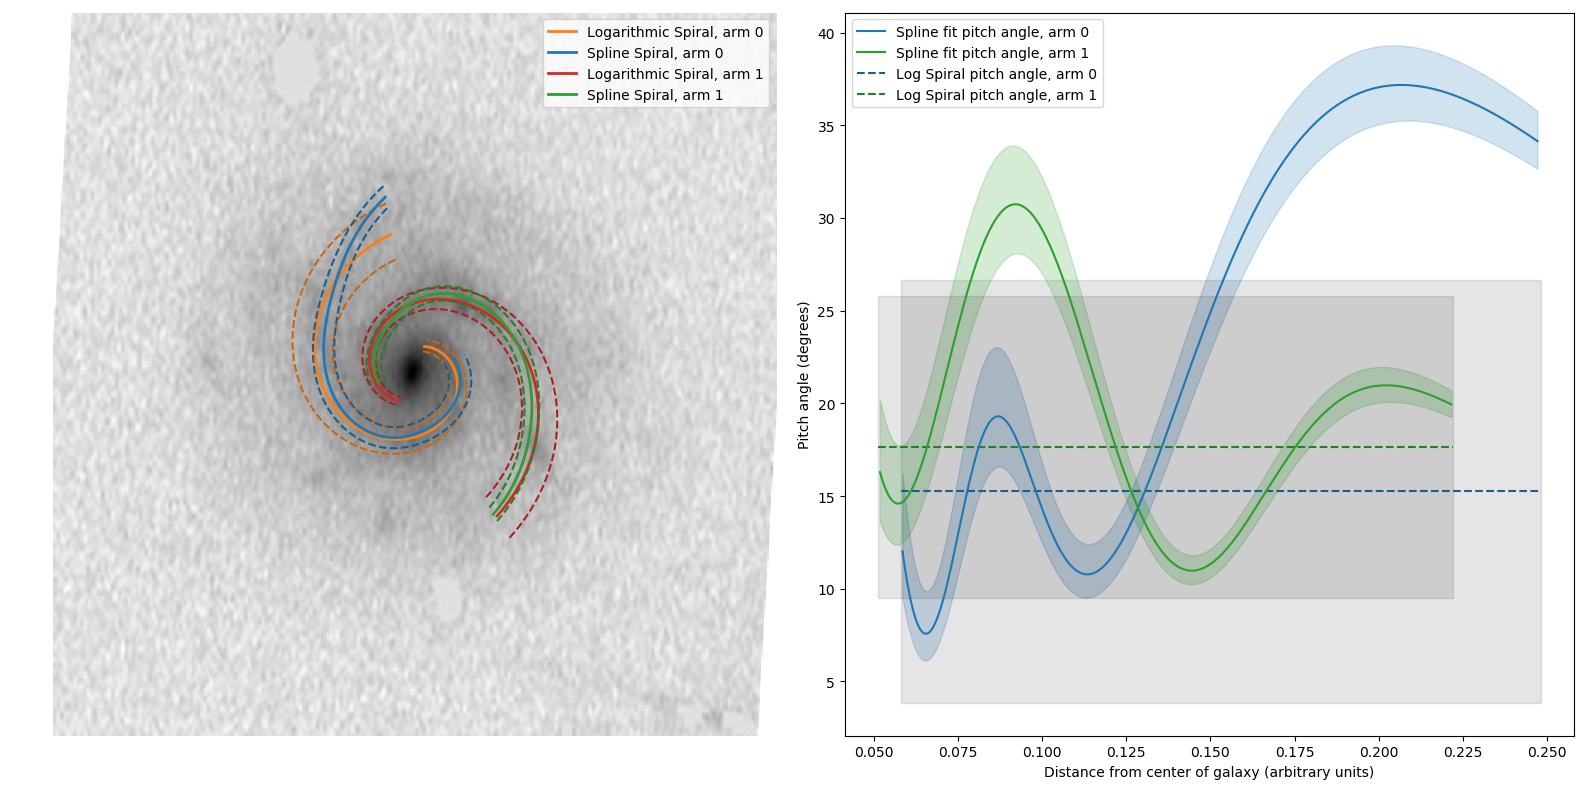 Logarithmic Spiral, arm 0
Spline Spiral, arm 0
Logarithmic Spiral, arm 1
Spline Spiral, arm 1
Spline fit pitch angle, arm 0
Spline fit pitch angle, arm 1
Log Spiral pitch angle, arm 0
Log Spiral pitch angle, arm 1
Pitch angle (degrees)
40
35
30
25
20
15
10
5
0.050 0.075 0.100 0.125 0.150 0.175 0.200 0.225 0.250
Distance from center of galaxy (arbitrary units)